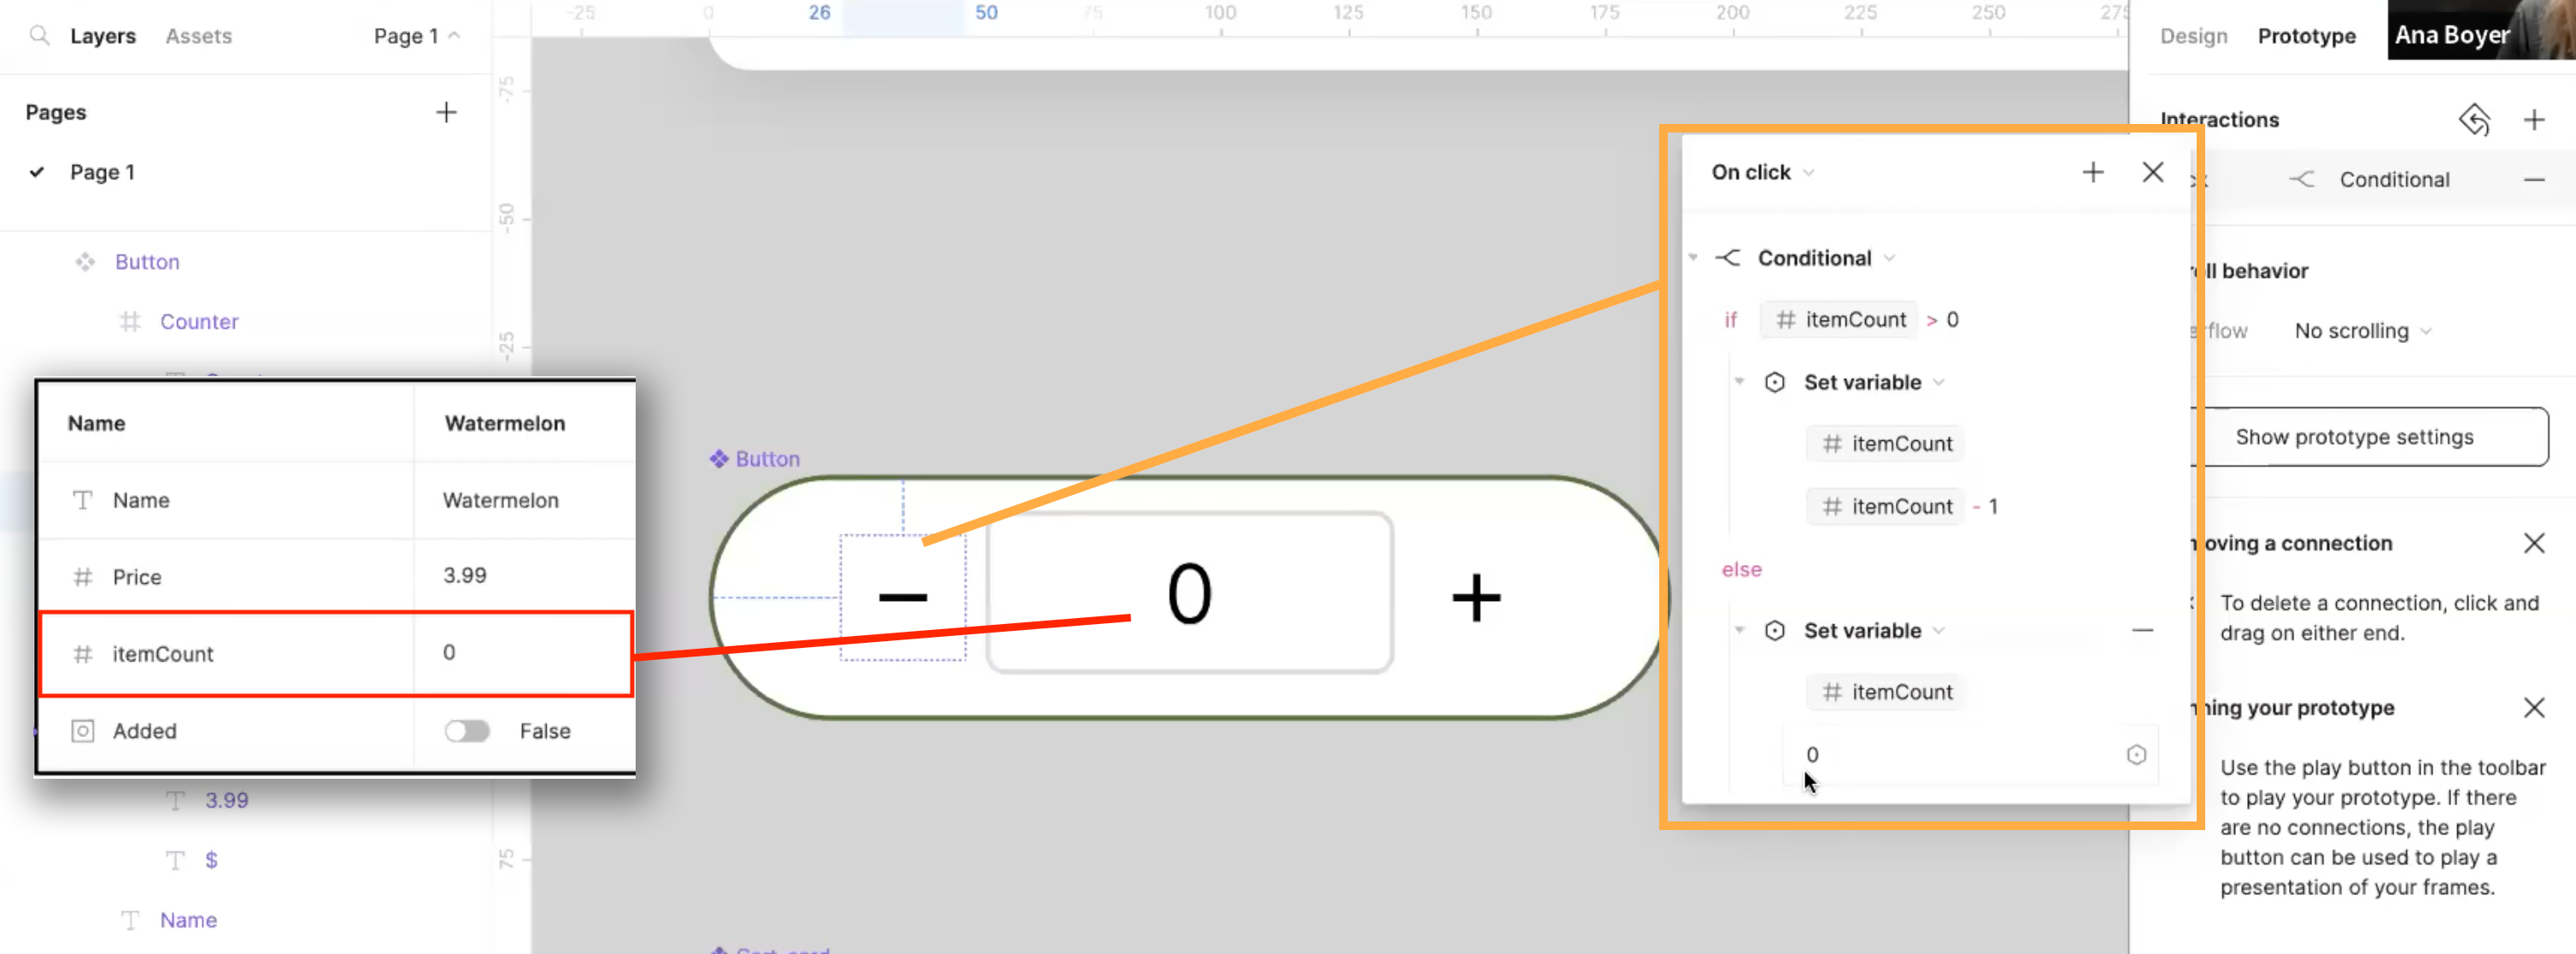 -25 0 26 50 75 100 125 150 175 200 225 250 275
Layers Assets Page 1
Design Prototype
Ana Boyer
Pages
Page 1
Interactions
Conditional
Button
Counter
-75
-50
-25
75
Name Watermelon
Name Watermelon
Price 3.99
itemCount 0
Added False
3.99
$
Name
Button
− 0 +
On click
Conditional
if itemCount > 0
Set variable
itemCount
itemCount - 1
else
Set variable
itemCount
0
ll behavior
flow No scrolling
Show prototype settings
oving a connection
To delete a connection, click and
drag on either end.
ning your prototype
Use the play button in the toolbar
to play your prototype. If there
are no connections, the play
button can be used to play a
presentation of your frames.